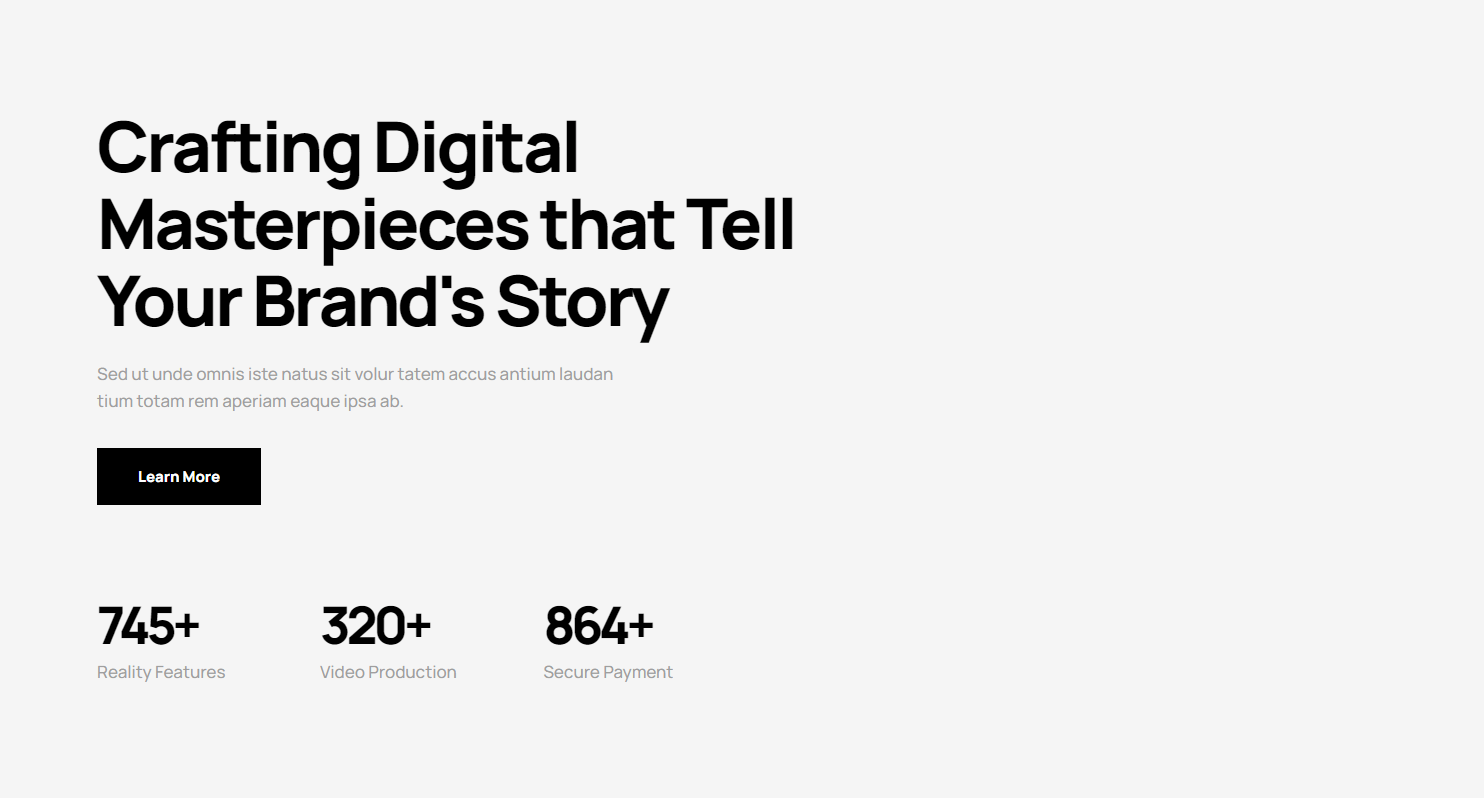 Crafting Digital
Masterpieces that Tell
Your Brand's Story
Sed ut unde omnis iste natus sit volur tatem accus antium laudan
tium totam rem aperiam eaque ipsa ab.
Learn More
745+ 320+ 864+
Reality Features Video Production Secure Payment